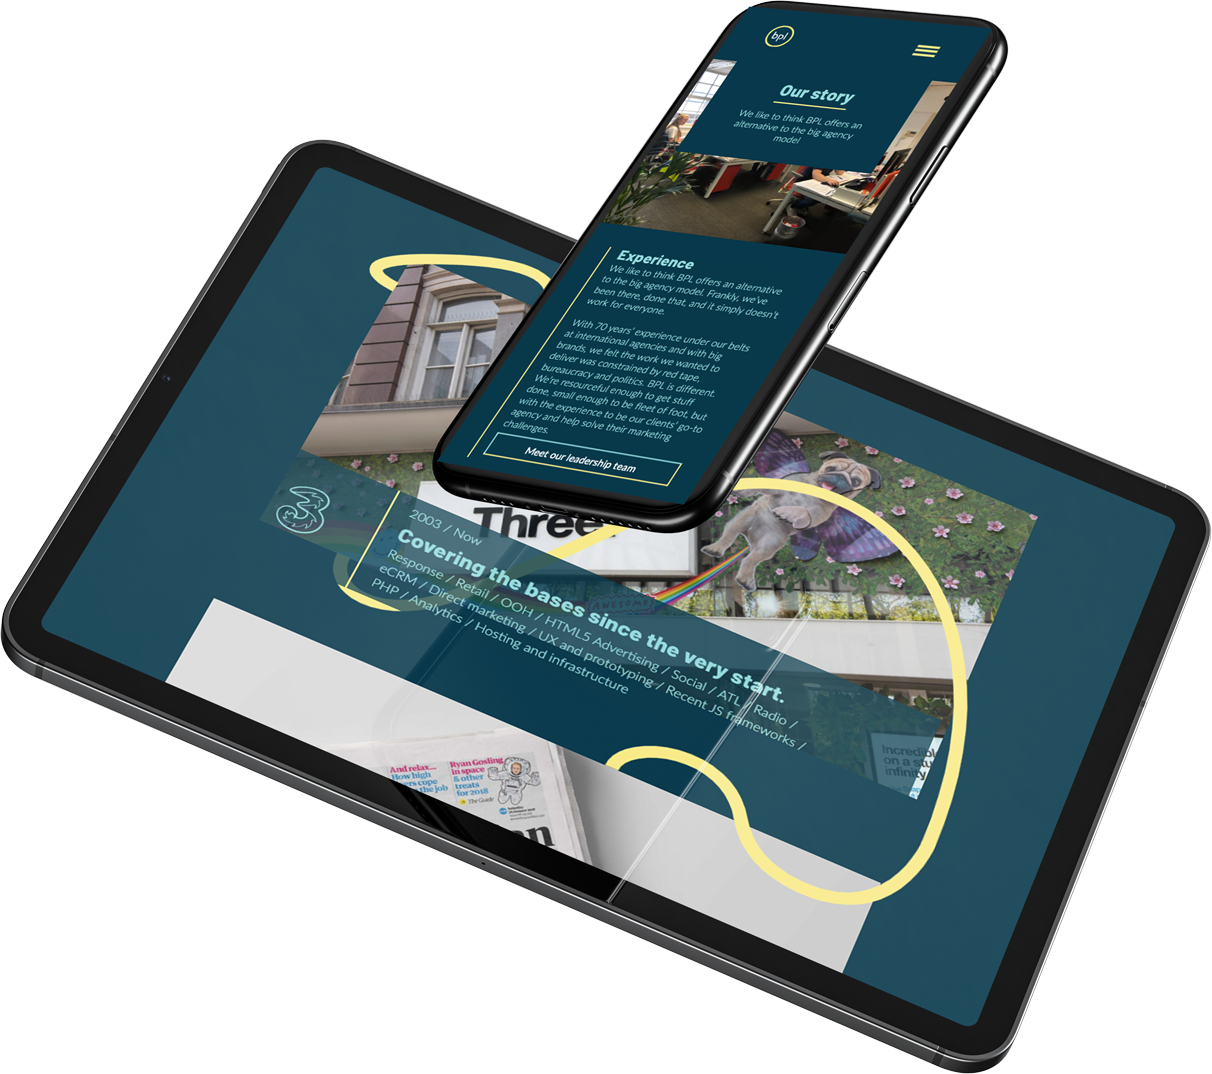 bpl
Our story
We like to think BPL offers an
alternative to the big agency
model
Experience
We like to think BPL offers an alternative
to the big agency model. Frankly, we've
been there, done that, and it simply doesn't
work for everyone.
With 70 years' experience under our belts
at international agencies and with big
brands, we felt the work we wanted to
deliver was constrained by red tape,
bureaucracy and politics. BPL is different.
We're resourceful enough to get stuff
done, small enough to be fleet of foot, but
with the experience to be our clients' go-to
agency and help solve their marketing
challenges.
Meet our leadership team
Three
2003 / Now
Covering the bases since the very start.
Response / Retail / OOH / HTML5 Advertising / Social / ATL / Radio /
eCRM / Direct marketing / UX and prototyping / Recent JS frameworks /
PHP / Analytics / Hosting and infrastructure
AWESOME
Incredibl
on a stu
infinity
And relax...
How high
ers cope
the job
Ryan Gosling
in space
& other
treats
for 2018
The Guide